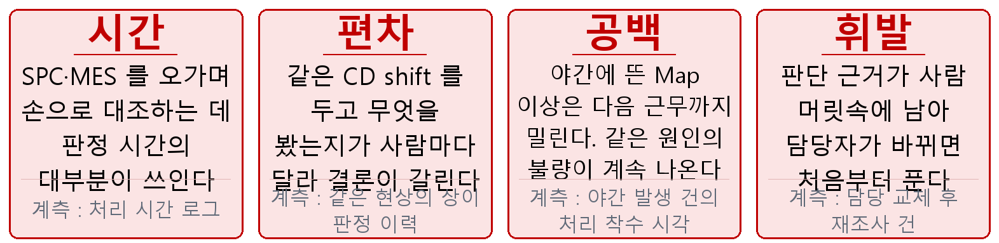 시간
SPC·MES 를 오가며
손으로 대조하는 데
판정 시간의
대부분이 쓰인다
계측 : 처리 시간 로그
편차
같은 CD shift 를
두고 무엇을
봤는지가 사람마다
달라 결론이 갈린다
계측 : 같은 현상의 상이
판정 이력
공백
야간에 뜬 Map
이상은 다음 근무까지
밀린다. 같은 원인의
불량이 계속 나온다
계측 : 야간 발생 건의
처리 착수 시각
휘발
판단 근거가 사람
머릿속에 남아
담당자가 바뀌면
처음부터 푼다
계측 : 담당 교체 후
재조사 건